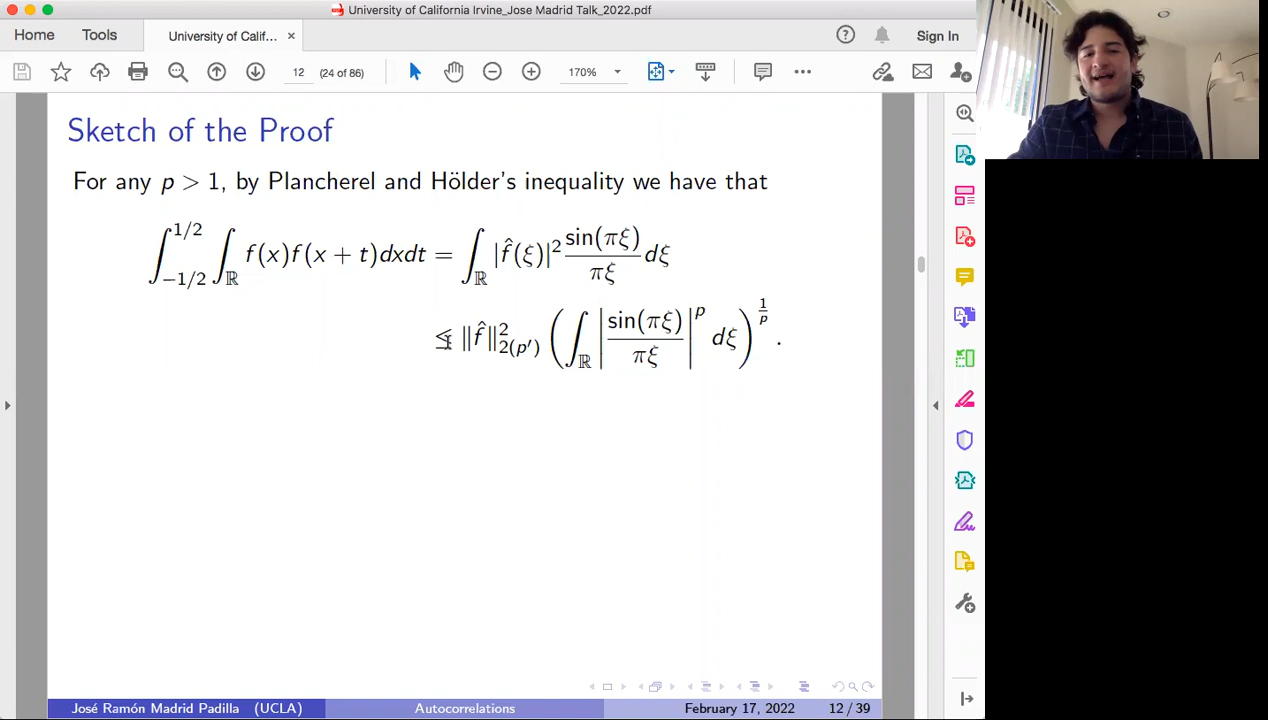 University of California Irvine_Jose Madrid Talk_2022.pdf
Home Tools University of Calif... × Sign In
12 (24 of 86) 170%
Sketch of the Proof
For any p > 1, by Plancherel and Hölder's inequality we have that
∫_{−1/2}^{1/2} ∫_ℝ f(x)f(x + t)dxdt = ∫_ℝ |f̂(ξ)|² sin(πξ)/πξ dξ
≤ ‖f̂‖²_{2(p′)} (∫_ℝ |sin(πξ)/πξ|^p dξ)^{1/p} .
José Ramón Madrid Padilla (UCLA) Autocorrelations February 17, 2022 12 / 39